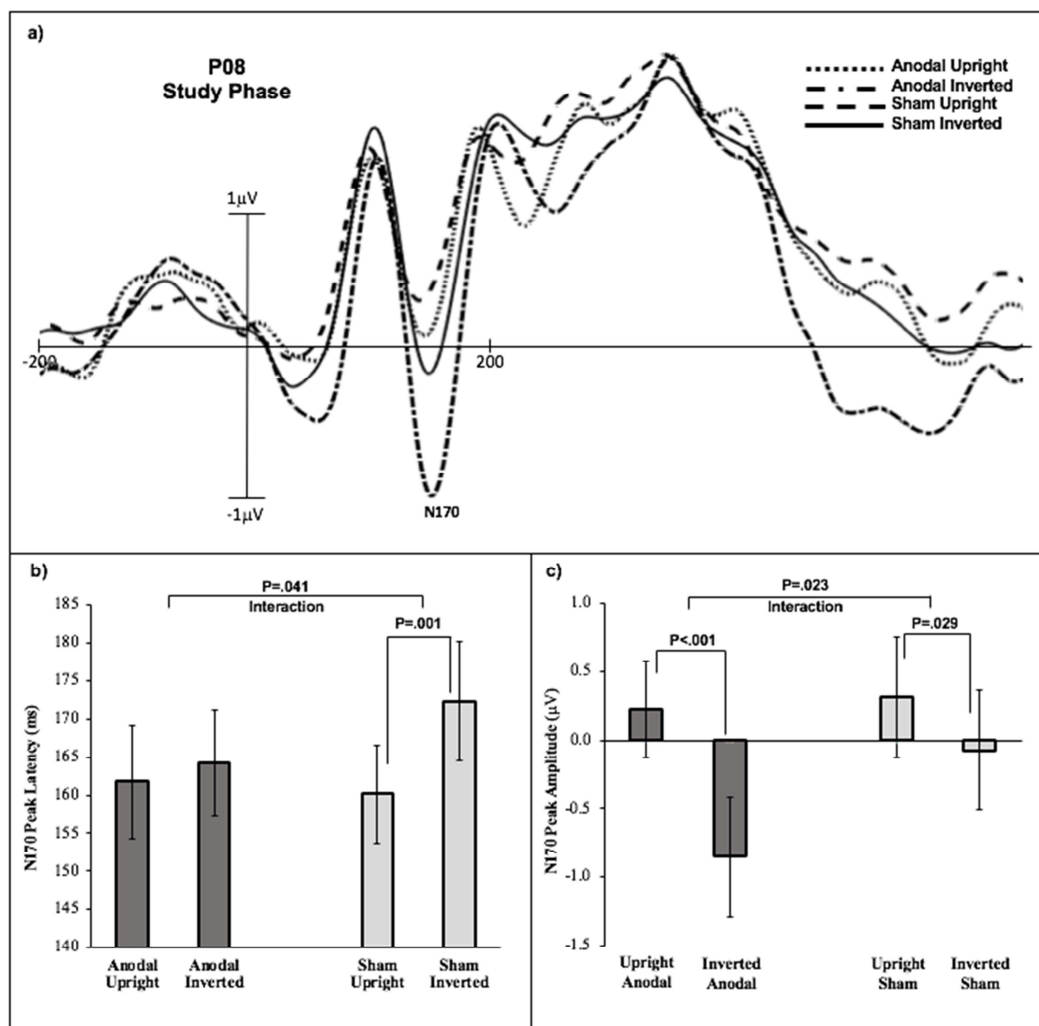 a)
P08
Study Phase
Anodal Upright
Anodal Inverted
Sham Upright
Sham Inverted
1μV
-200
200
-1μV
N170
b)
P=.041
Interaction
P=.001
185
180
175
170
165
160
155
150
145
140
N170 Peak Latency (ms)
Anodal
Upright
Anodal
Inverted
Sham
Upright
Sham
Inverted
c)
P=.023
Interaction
P<.001
P=.029
1.0
0.5
0.0
-0.5
-1.0
-1.5
N170 Peak Amplitude (μV)
Upright
Anodal
Inverted
Anodal
Upright
Sham
Inverted
Sham